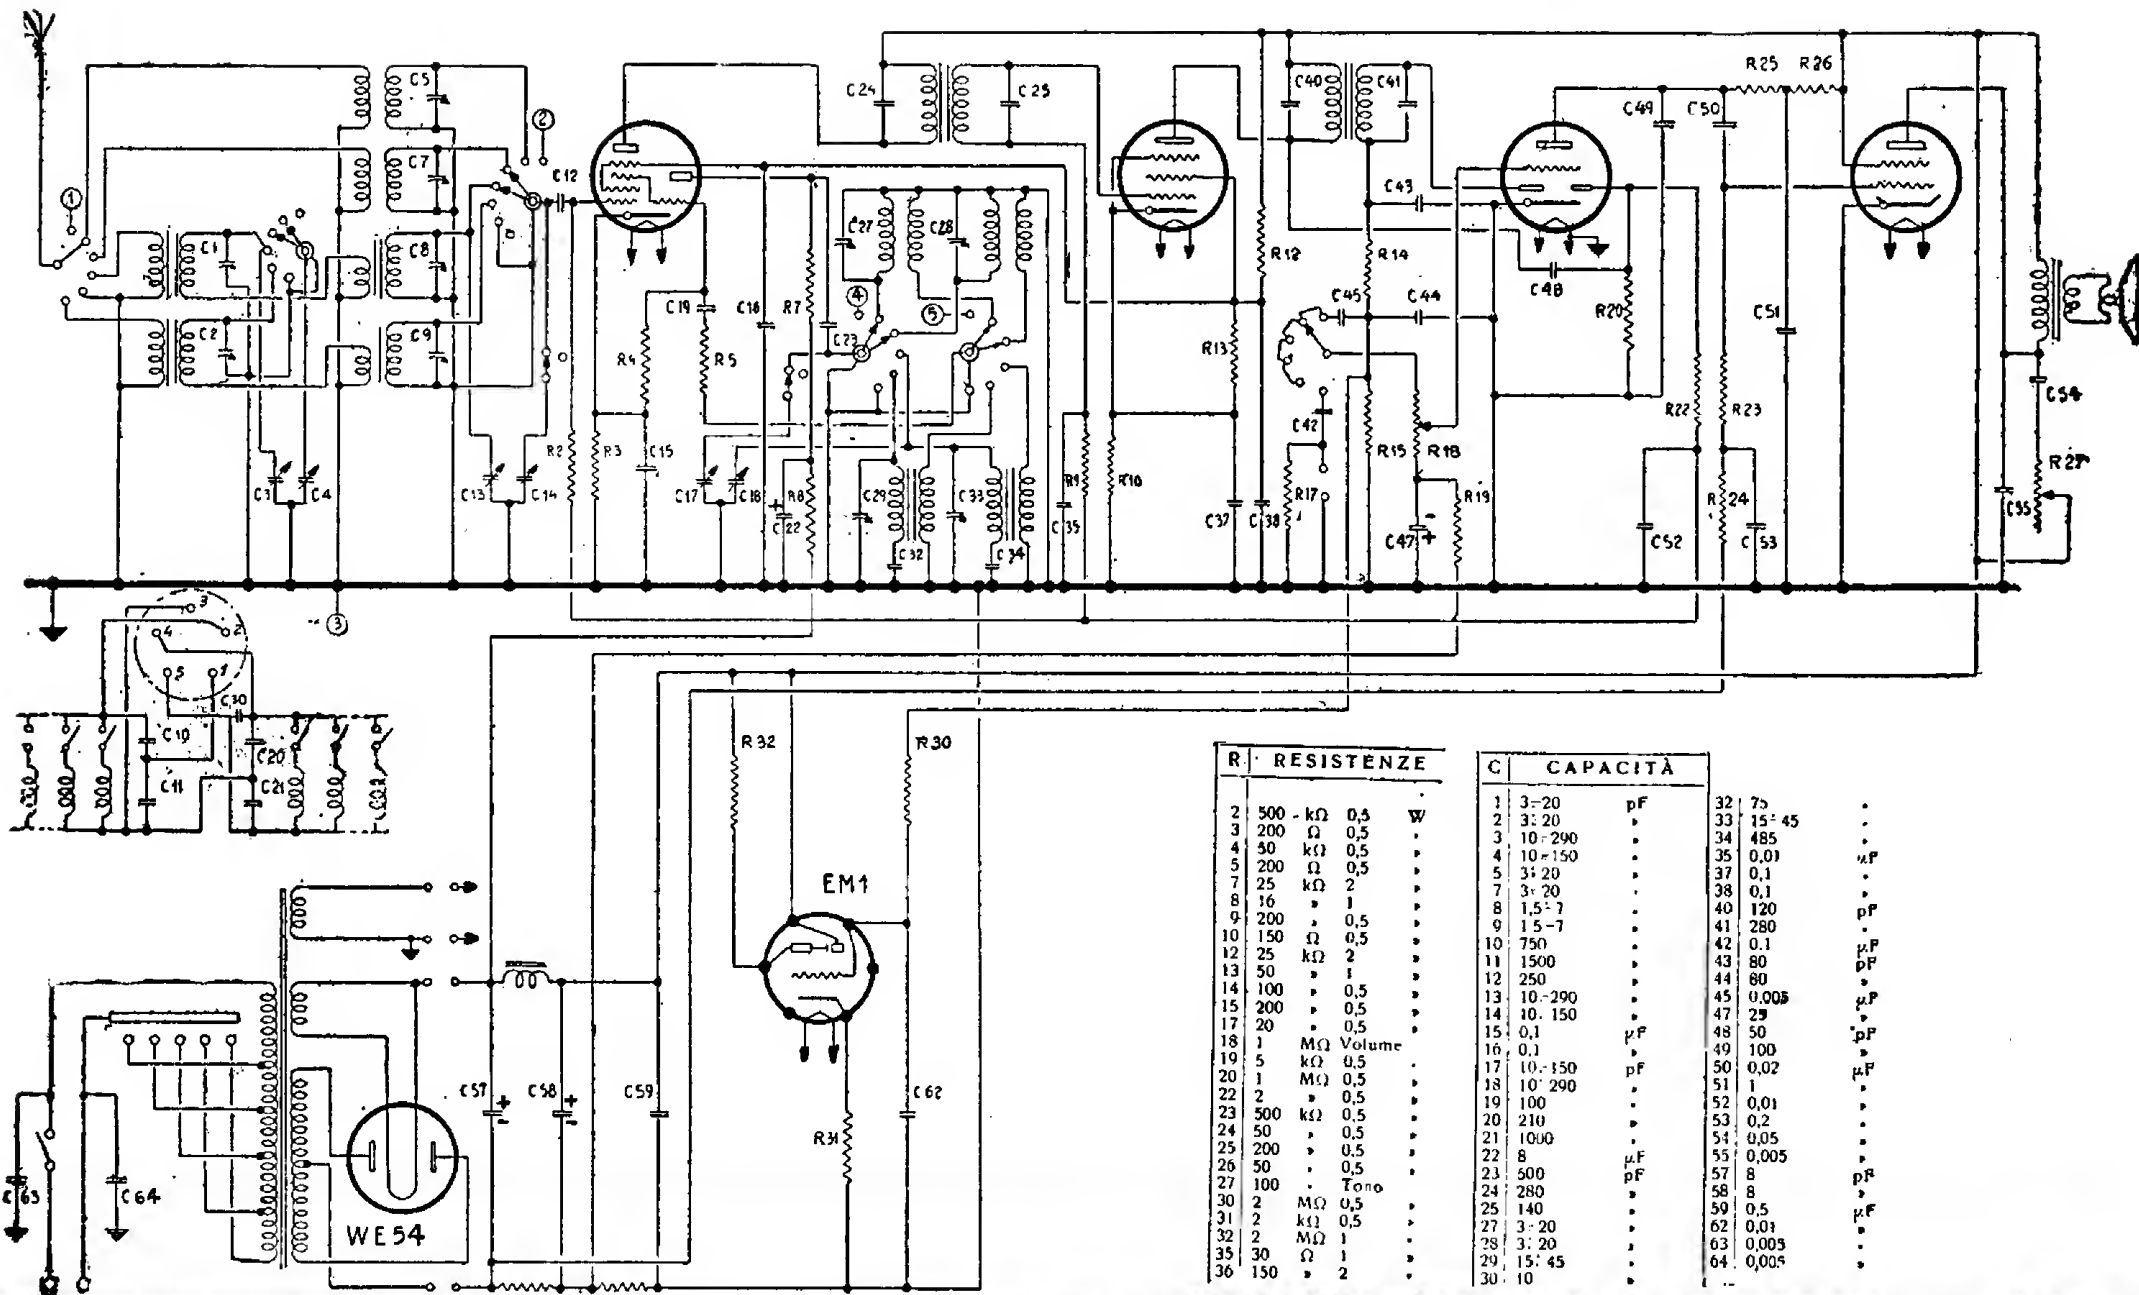 C5
C7
C8
C9
C1
C2
1
2
C12
C3
C4
C13
C14
R2
R3
R4
C15
C19
R5
C17
C18
C16
R7
C23
R8
C22
C24
C25
C27
C28
4
5
C29
C32
C33
C34
C35
R10
R12
R13
C37
C38
C40
C41
C43
R14
C45
C44
C42
R15
R18
R17
C47
R19
C48
R20
C49
C50
R25 R26
C51
R22
R23
C52
R24
C53
C54
R27
C55
3
3
4
2
5
1
C30
C10
C11
C20
C21
R32
R30
EM1
R31
C62
C57
C58
C59
C63
C64
WE54
R RESISTENZE
2 500 - kΩ 0,5 W
3 200 Ω 0,5 "
4 50 kΩ 0,5 "
5 200 Ω 0,5 "
7 25 kΩ 2 "
8 16 " 1 "
9 200 " 0,5 "
10 150 Ω 0,5 "
12 25 kΩ 2 "
13 50 " 1 "
14 100 " 0,5 "
15 200 " 0,5 "
17 20 " 0,5 "
18 1 MΩ Volume
19 5 kΩ 0,5 "
20 1 MΩ 0,5 "
22 2 " 0,5 "
23 500 kΩ 0,5 "
24 50 " 0,5 "
25 200 " 0,5 "
26 50 " 0,5 "
27 100 " Tono
30 2 MΩ 0,5 "
31 2 kΩ 0,5 "
32 2 MΩ 1 "
35 30 Ω 1 "
36 150 " 2 "
C CAPACITÀ
1 3÷20 pF
2 3÷20 "
3 10÷290 "
4 10÷150 "
5 3÷20 "
7 3÷20 "
8 1,5÷7 "
9 1,5÷7 "
10 750 "
11 1500 "
12 250 "
13 10÷290 "
14 10÷150 "
15 0,1 µF
16 0,1 "
17 10÷150 pF
18 10÷290 "
19 100 "
20 210 "
21 1000 "
22 8 µF
23 500 pF
24 280 "
25 140 "
27 3÷20 "
28 3÷20 "
29 15÷45 "
30 10 "
32 75 "
33 15÷45 "
34 485 "
35 0,01 µF
37 0,1 "
38 0,1 "
40 120 pF
41 280 "
42 0.1 µF
43 80 pF
44 80 "
45 0,005 µF
47 25 "
48 50 pF
49 100 "
50 0,02 µF
51 1 "
52 0,01 "
53 0,2 "
54 0,05 "
55 0,005 "
57 8 pF
58 8 "
59 0,5 µF
62 0,01 "
63 0,005 "
64 0,005 "